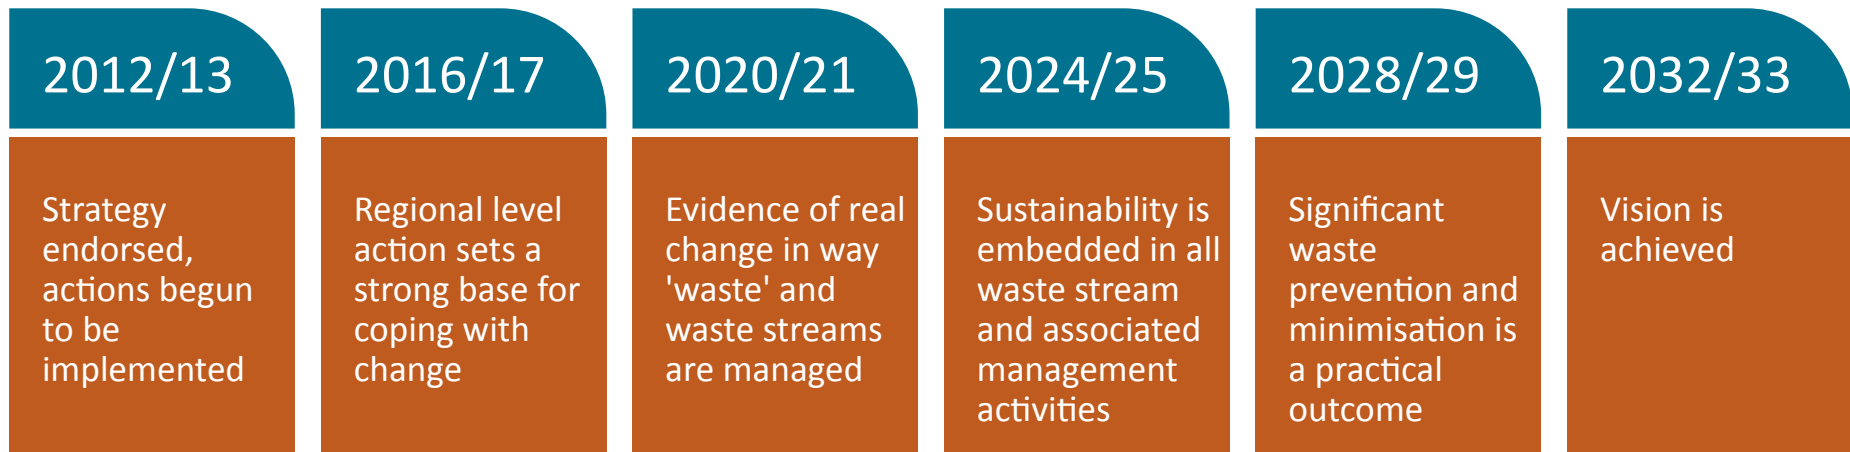 2012/13
Strategy
endorsed,
actions begun
to be
implemented
2016/17
Regional level
action sets a
strong base for
coping with
change
2020/21
Evidence of real
change in way
'waste' and
waste streams
are managed
2024/25
Sustainability is
embedded in all
waste stream
and associated
management
activities
2028/29
Significant
waste
prevention and
minimisation is
a practical
outcome
2032/33
Vision is
achieved